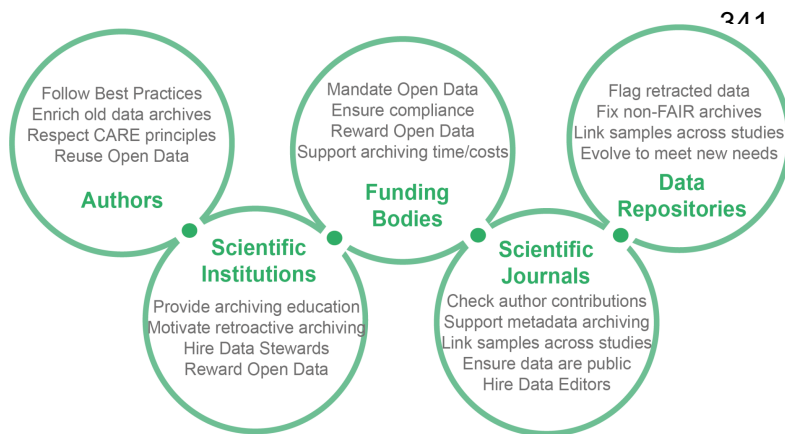 341
Follow Best Practices
Enrich old data archives
Respect CARE principles
Reuse Open Data
Authors
Scientific
Institutions
Provide archiving education
Motivate retroactive archiving
Hire Data Stewards
Reward Open Data
Mandate Open Data
Ensure compliance
Reward Open Data
Support archiving time/costs
Funding
Bodies
Scientific
Journals
Check author contributions
Support metadata archiving
Link samples across studies
Ensure data are public
Hire Data Editors
Flag retracted data
Fix non-FAIR archives
Link samples across studies
Evolve to meet new needs
Data
Repositories